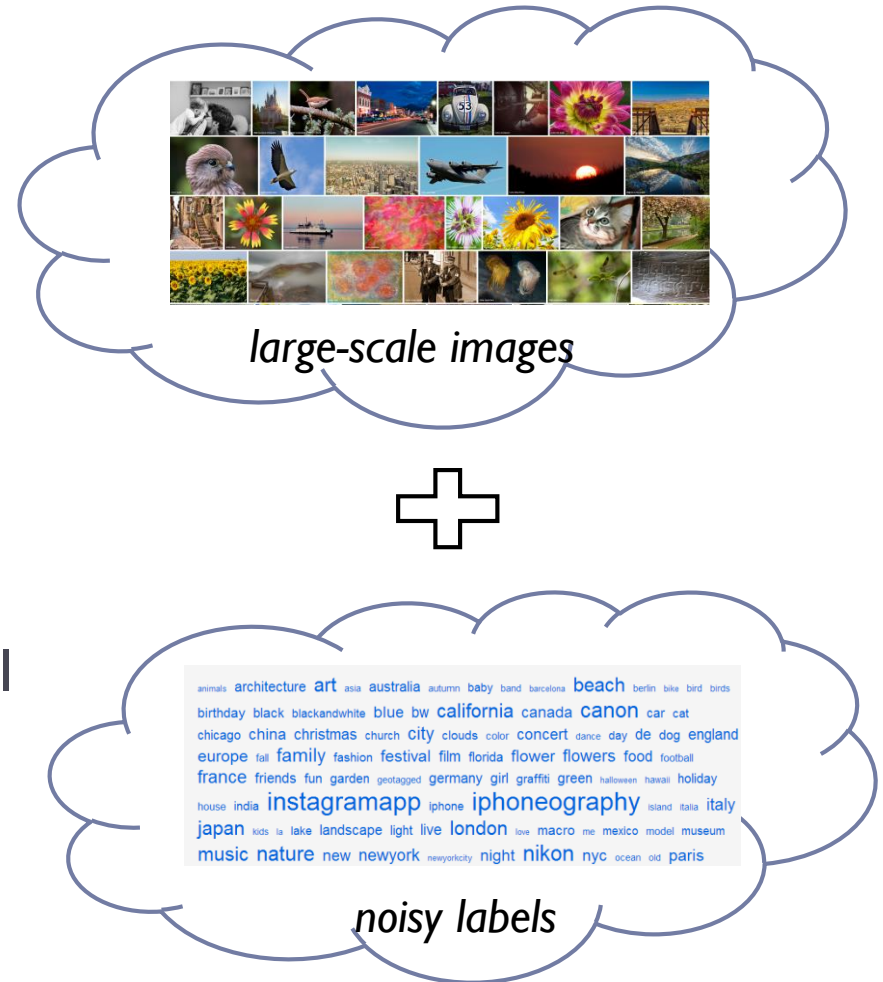 53
large-scale images
l
animals architecture art asia australia autumn baby band barcelona beach berlin bike bird birds
birthday black blackandwhite blue bw california canada canon car cat
chicago china christmas church city clouds color concert dance day de dog england
europe fall family fashion festival film florida flower flowers food football
france friends fun garden geotagged germany girl graffiti green halloween hawaii holiday
house india instagramapp iphone iphoneography island italia italy
japan kids la lake landscape light live london love macro me mexico model museum
music nature new newyork newyorkcity night nikon nyc ocean old paris
noisy labels